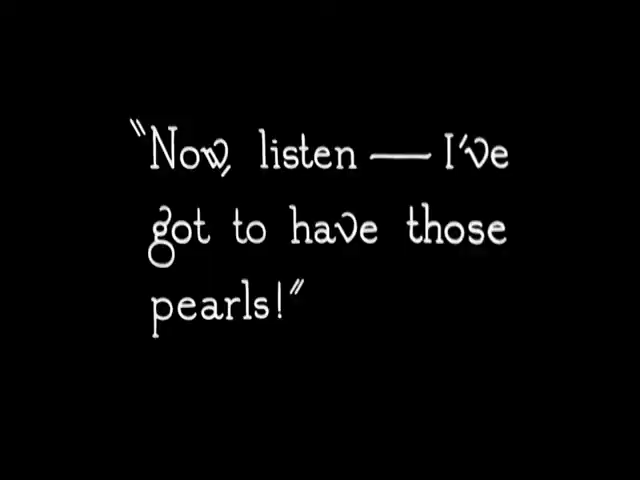 "Now, listen — I've
got to have those
pearls!"